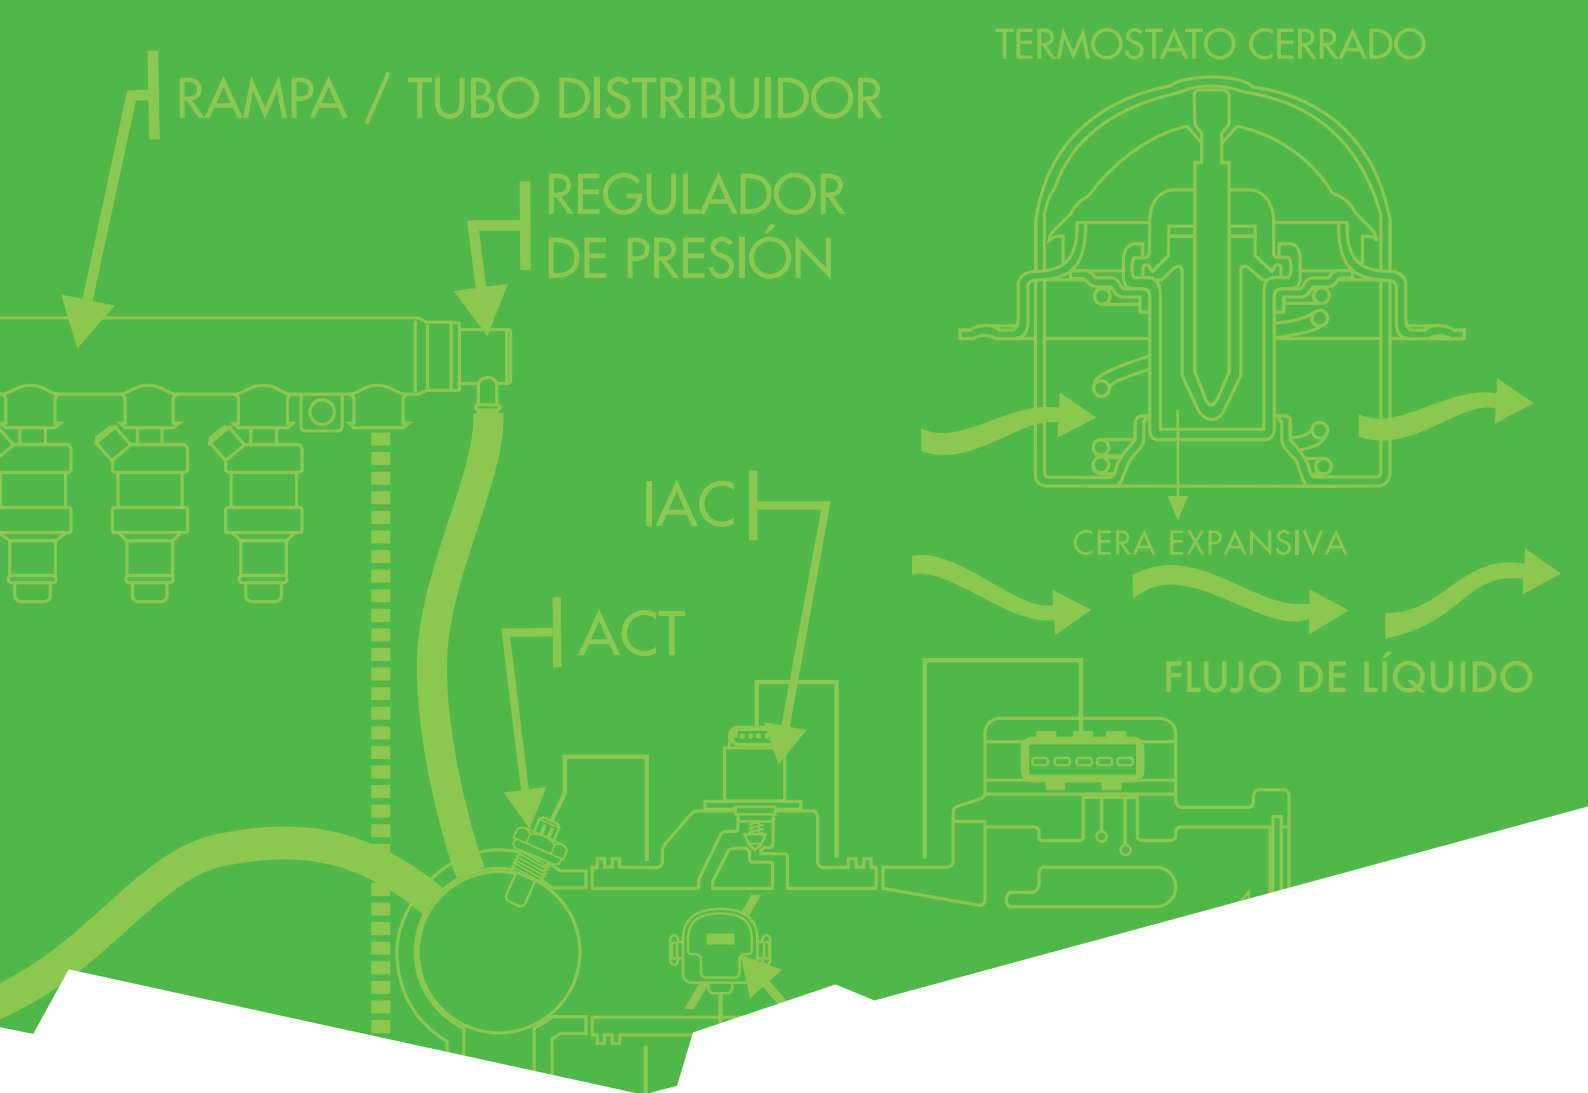 TERMOSTATO CERRADO
RAMPA / TUBO DISTRIBUIDOR
REGULADOR
DE PRESIÓN
IAC
CERA EXPANSIVA
ACT
FLUJO DE LÍQUIDO